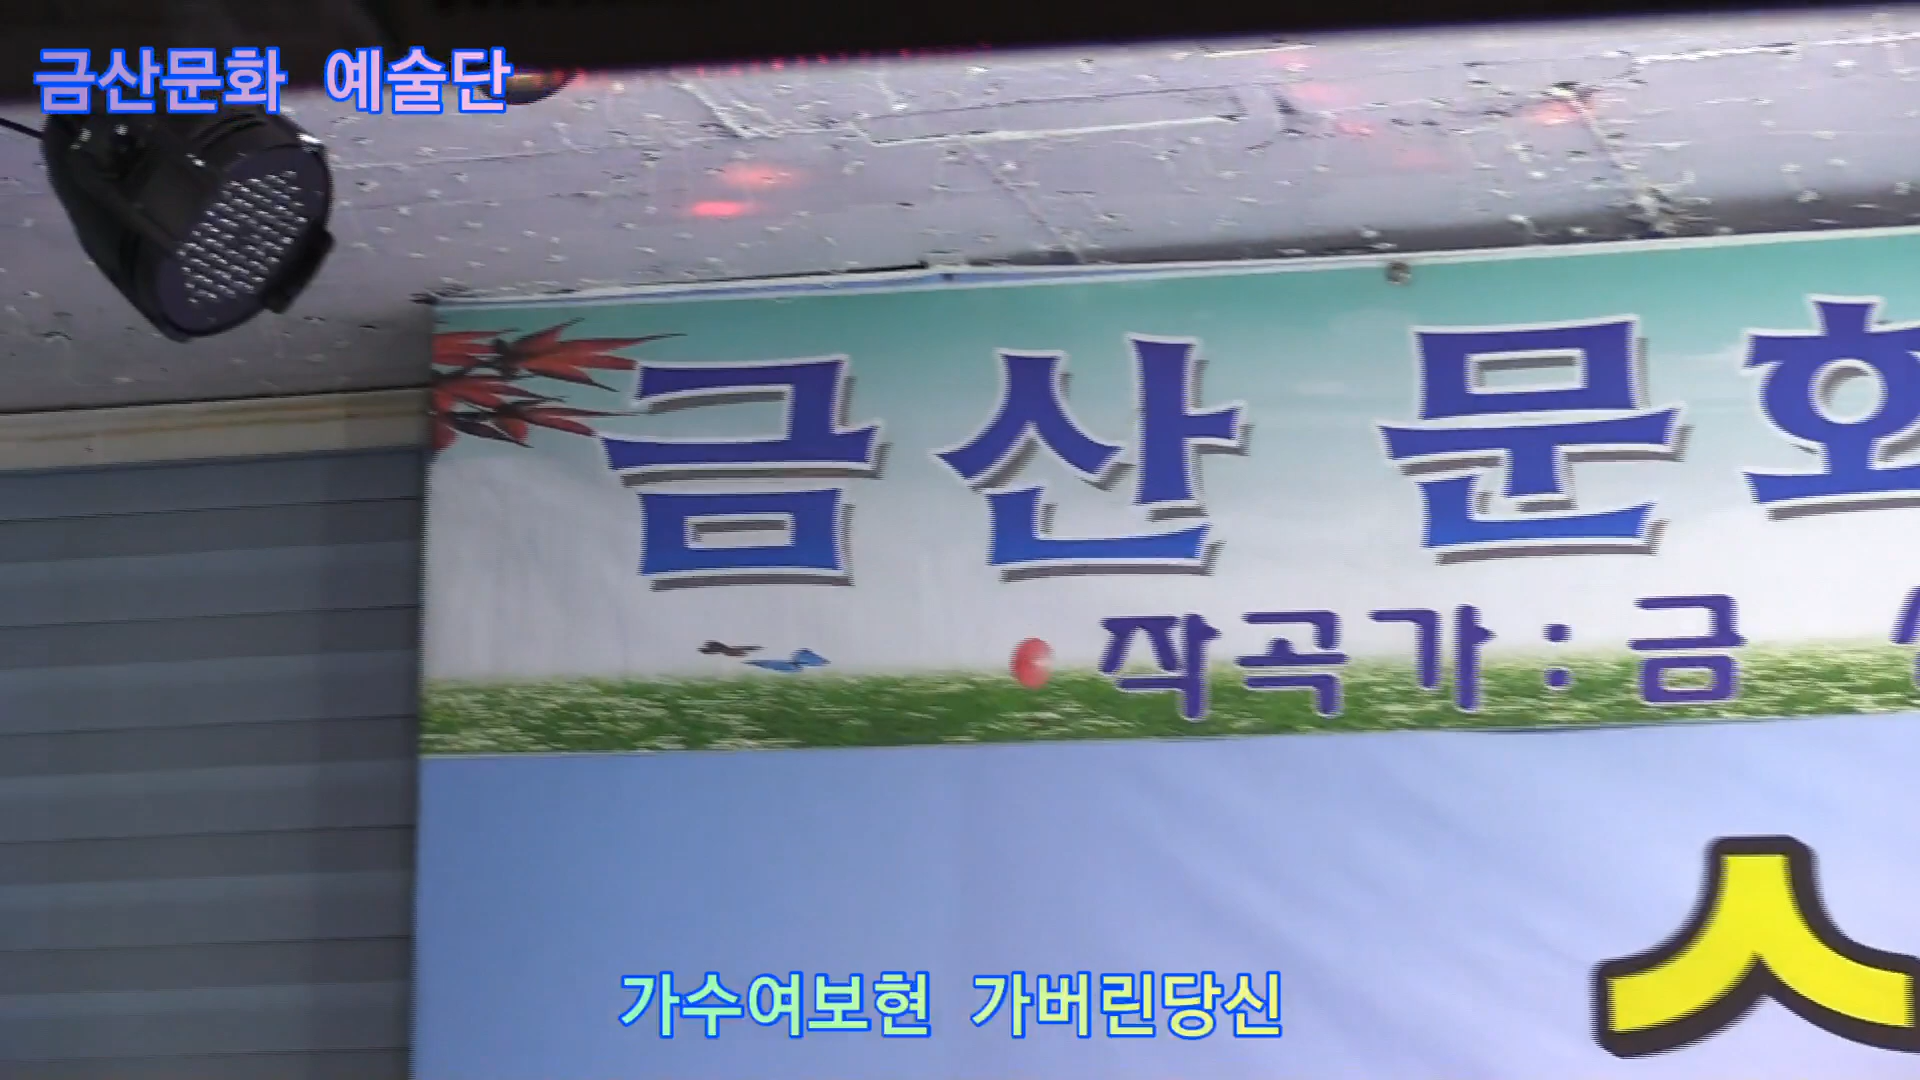 금산문화 예술단
금산 문화
작곡가 : 금
가수여보현 가버린당신